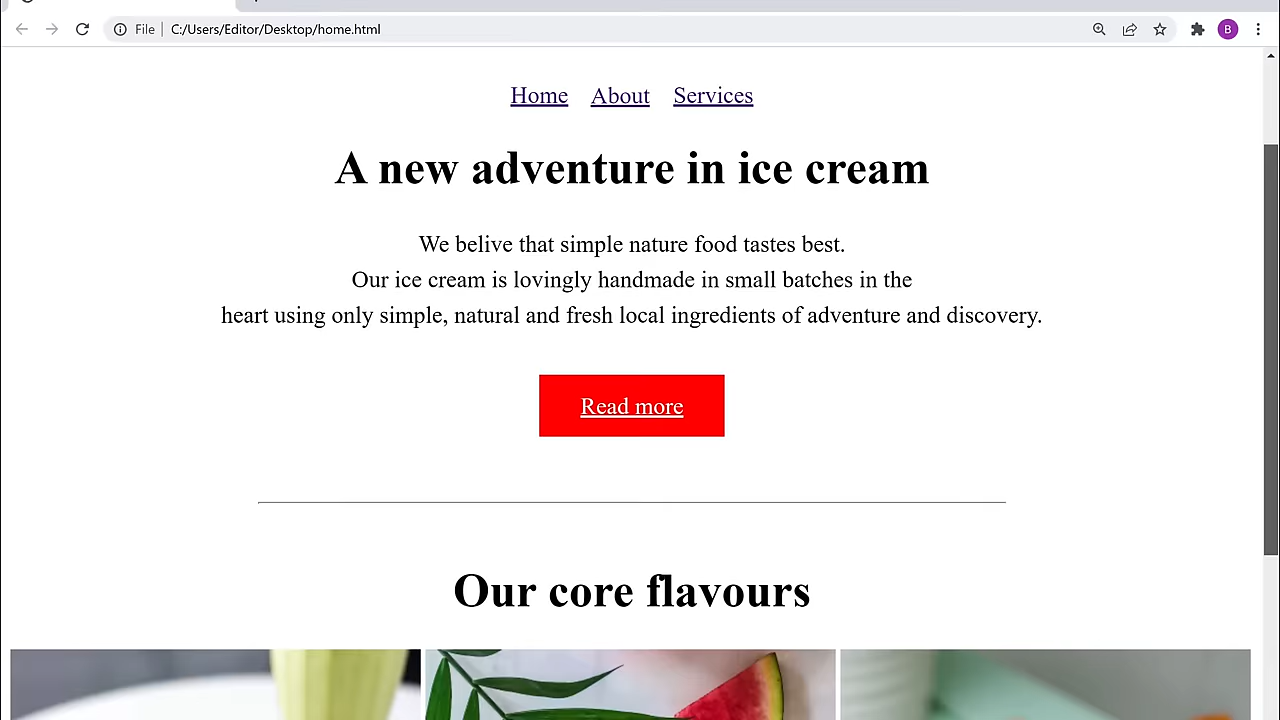 File C:/Users/Editor/Desktop/home.html B
Home About Services
A new adventure in ice cream
We belive that simple nature food tastes best.
Our ice cream is lovingly handmade in small batches in the
heart using only simple, natural and fresh local ingredients of adventure and discovery.
Read more
Our core flavours